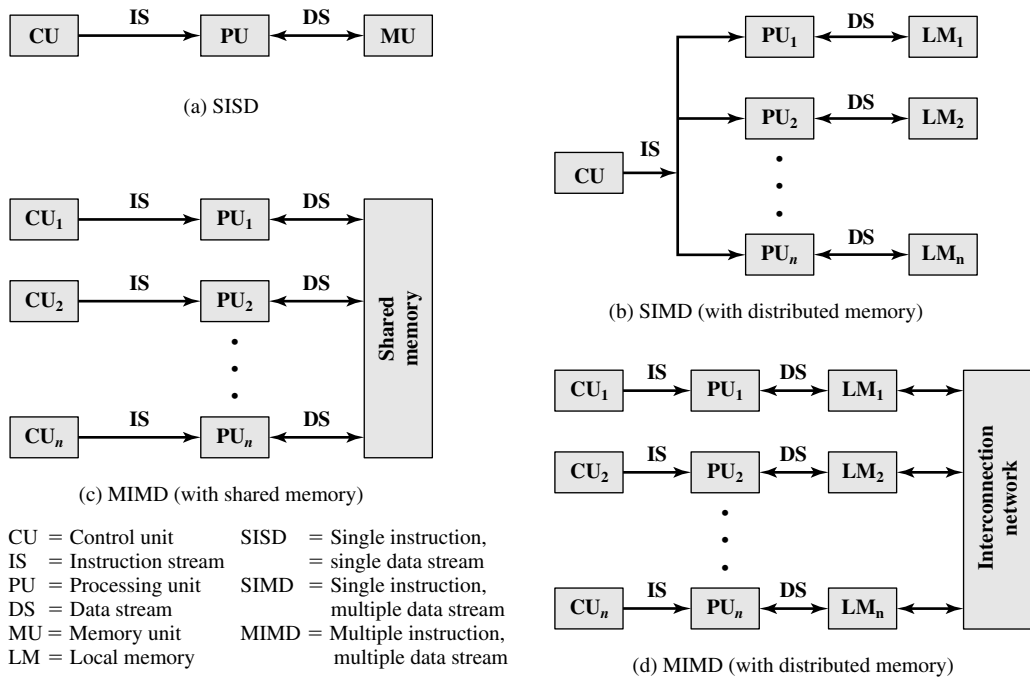 IS
DS
CU
PU
MU
(a) SISD
DS
PU1
LM1
DS
PU2
LM2
IS
CU
DS
PUn
LMn
(b) SIMD (with distributed memory)
IS
DS
CU1
PU1
IS
DS
CU2
PU2
IS
DS
CUn
PUn
Shared
memory
(c) MIMD (with shared memory)
IS
DS
CU1
PU1
LM1
IS
DS
CU2
PU2
LM2
IS
DS
CUn
PUn
LMn
Interconnection
network
(d) MIMD (with distributed memory)
CU = Control unit
IS = Instruction stream
PU = Processing unit
DS = Data stream
MU = Memory unit
LM = Local memory
SISD = Single instruction,
= single data stream
SIMD = Single instruction,
multiple data stream
MIMD = Multiple instruction,
multiple data stream